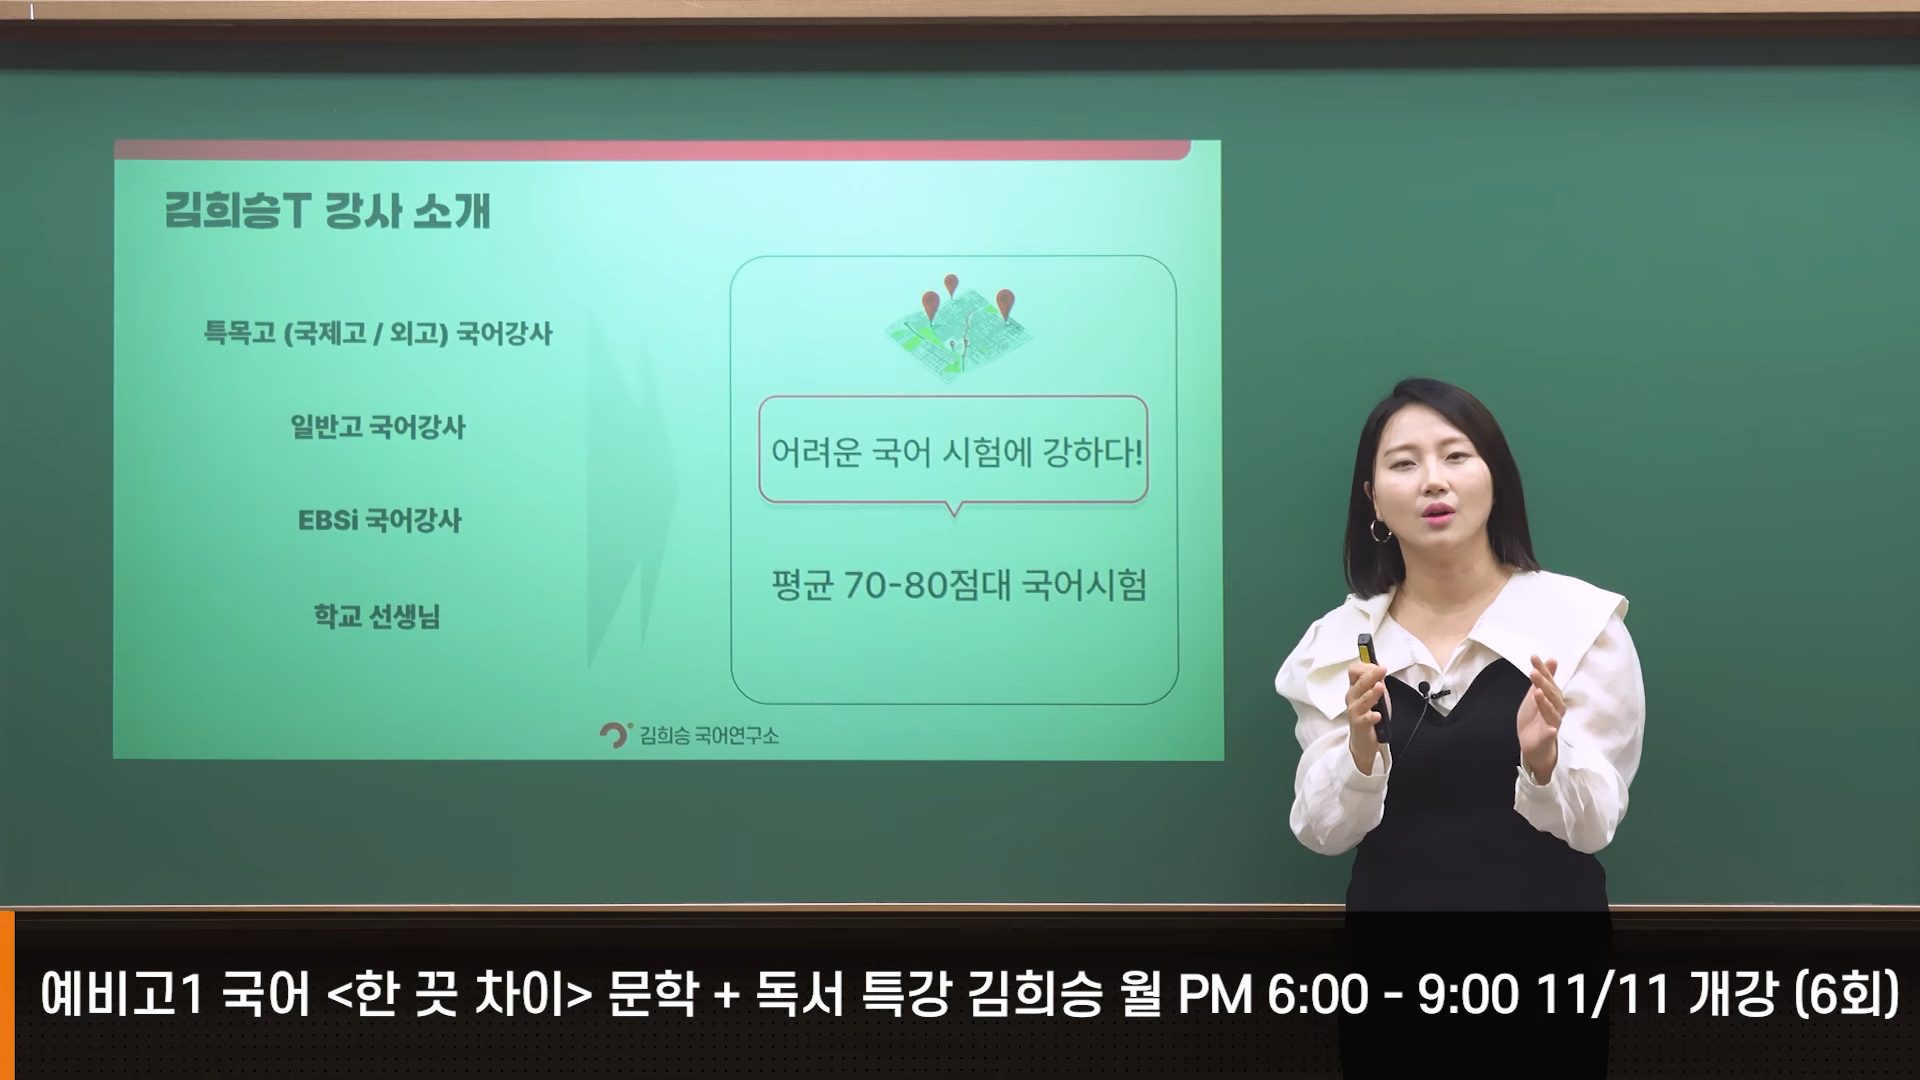 김희승T 강사 소개
특목고 (국제고 / 외고) 국어강사
일반고 국어강사
EBSi 국어강사
학교 선생님
어려운 국어 시험에 강하다!
평균 70-80점대 국어시험
김희승 국어연구소
예비고1 국어 <한 끗 차이> 문학 + 독서 특강 김희승 월 PM 6:00 - 9:00 11/11 개강 (6회)